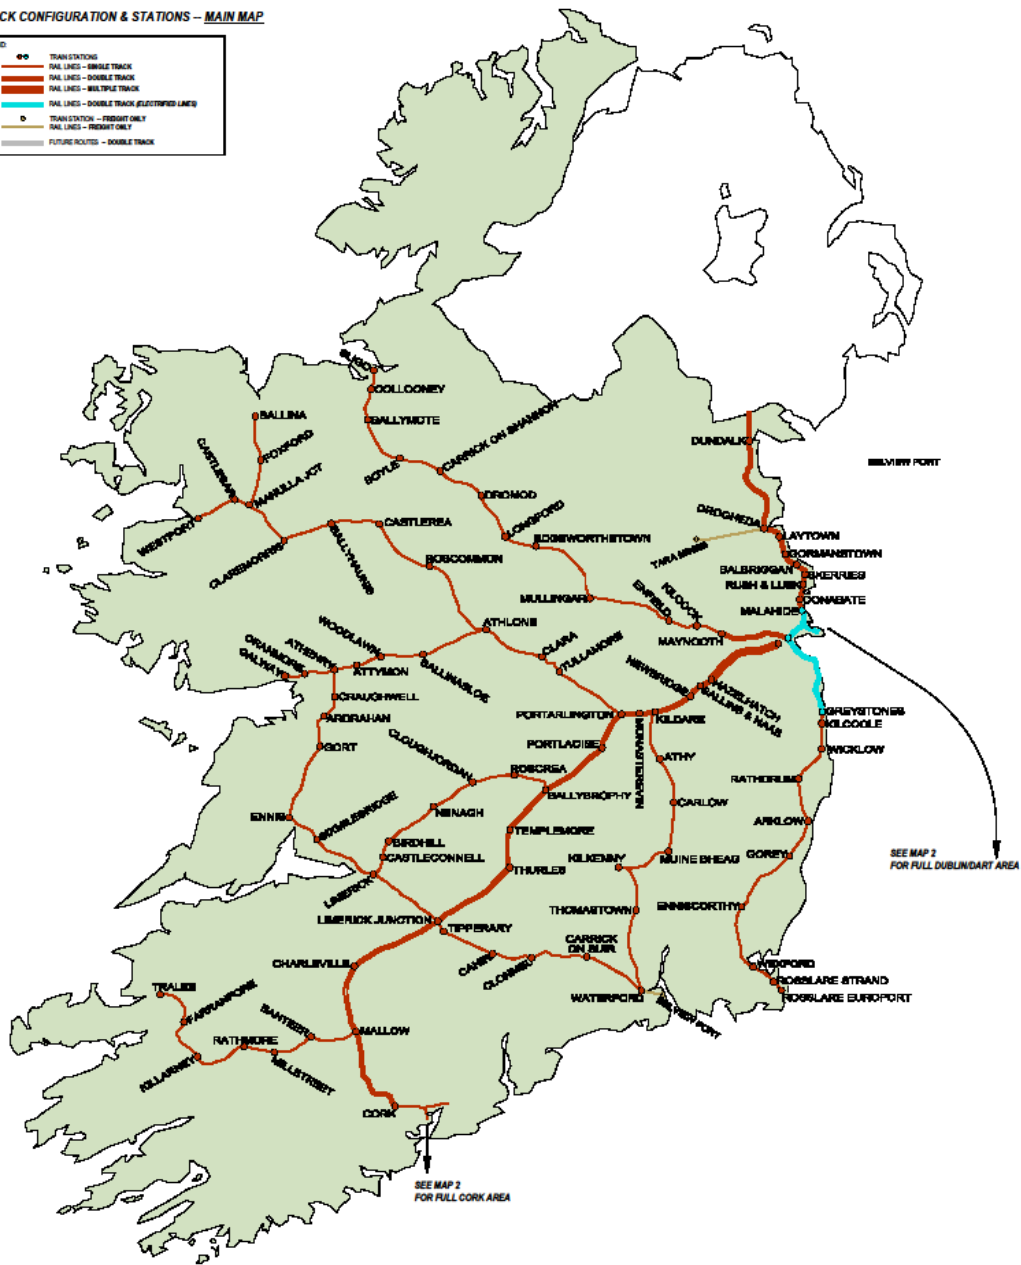 CK CONFIGURATION & STATIONS -- MAIN MAP
TRAIN STATIONS
RAIL LINES -- SINGLE TRACK
RAIL LINES -- DOUBLE TRACK
RAIL LINES -- MULTIPLE TRACK
RAIL LINES -- DOUBLE TRACK (ELECTRIFIED LINES)
TRAIN STATION -- FREIGHT ONLY
RAIL LINES -- FREIGHT ONLY
FUTURE ROUTES -- DOUBLE TRACK
SLIGO
COLLOONEY
BALLINA
BALLYMOTE
CARRICK ON SHANNON
FOXFORD
BOYLE
DUNDALK
BELVIEW PORT
CASTLEBAR
MANULLA JCT
DROMOD
WESTPORT
CASTLEREA
LONGFORD
DROGHEDA
CLAREMORRIS
BALLYHAUNIS
EDGEWORTHSTOWN
LAYTOWN
TARA MINES
GORMANSTOWN
ROSCOMMON
BALBRIGGAN
SKERRIES
RUSH & LUSK
MULLINGAR
ENFIELD
KILCOCK
DONABATE
MALAHIDE
ATHLONE
MAYNOOTH
WOODLAWN
ATHENRY
ORANMORE
GALWAY
ATTYMON
BALLINASLOE
CLARA
TULLAMORE
NEWBRIDGE
HAZELHATCH
SALLINS & NAAS
CRAUGHWELL
ARDRAHAN
PORTARLINGTON
MONASTEREVIN
KILDARE
GREYSTONES
KILCOOLE
GORT
CLOUGHJORDAN
PORTLAOISE
WICKLOW
ATHY
ROSCREA
RATHDRUM
BALLYBROPHY
NENAGH
CARLOW
ENNIS
SIXMILEBRIDGE
TEMPLEMORE
ARKLOW
BIRDHILL
CASTLECONNELL
KILKENNY
MUINE BHEAG
GOREY
THURLES
LIMERICK
SEE MAP 2
FOR FULL DUBLIN/DART AREA
THOMASTOWN
ENNISCORTHY
LIMERICK JUNCTION
TIPPERARY
CARRICK
ON SUIR
CHARLEVILLE
CAHIR
CLONMEL
WEXFORD
ROSSLARE STRAND
ROSSLARE EUROPORT
TRALEE
WATERFORD
BELVIEW PORT
FARRANFORE
BANTEER
MALLOW
RATHMORE
KILLARNEY
MILLSTREET
CORK
SEE MAP 2
FOR FULL CORK AREA